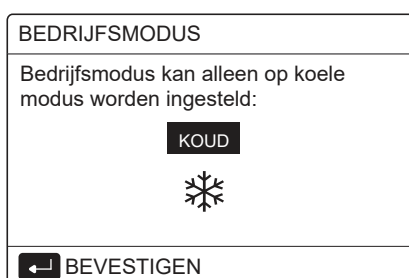 BEDRIJFSMODUS
Bedrijfsmodus kan alleen op koele
modus worden ingesteld:
KOUD
BEVESTIGEN